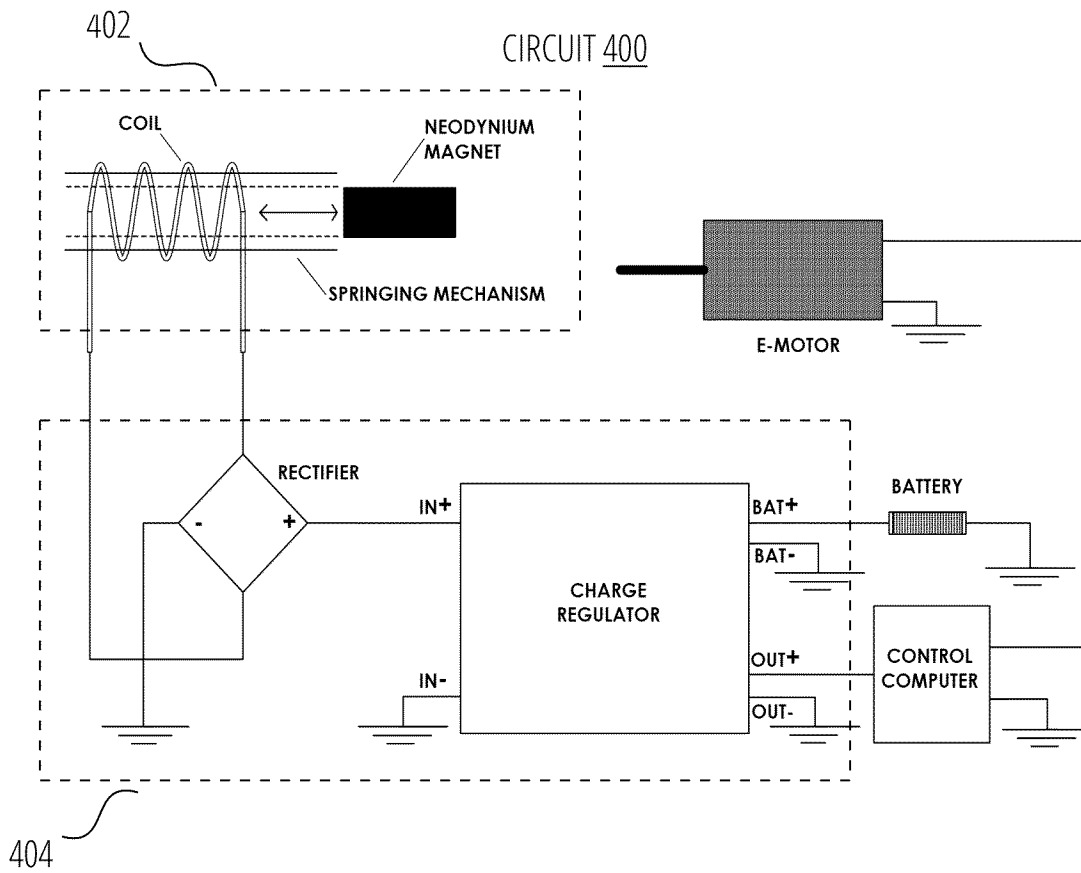 402
CIRCUIT 400
COIL
NEODYNIUM
MAGNET
SPRINGING MECHANISM
E-MOTOR
RECTIFIER
-
+
IN+
IN-
CHARGE
REGULATOR
BAT+
BAT-
OUT+
OUT-
BATTERY
CONTROL
COMPUTER
404